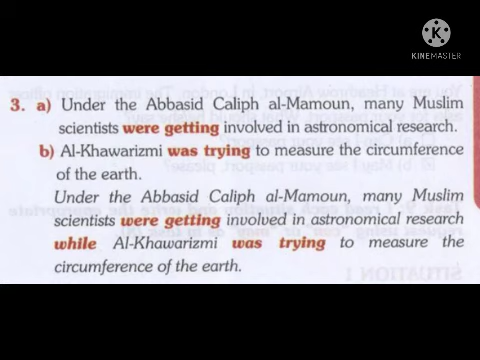 KINEMASTER
3. a) Under the Abbasid Caliph al-Mamoun, many Muslim
scientists were getting involved in astronomical research.
b) Al-Khawarizmi was trying to measure the circumference
of the earth.
Under the Abbasid Caliph al-Mamoun, many Muslim
scientists were getting involved in astronomical research
while Al-Khawarizmi was trying to measure the
circumference of the earth.